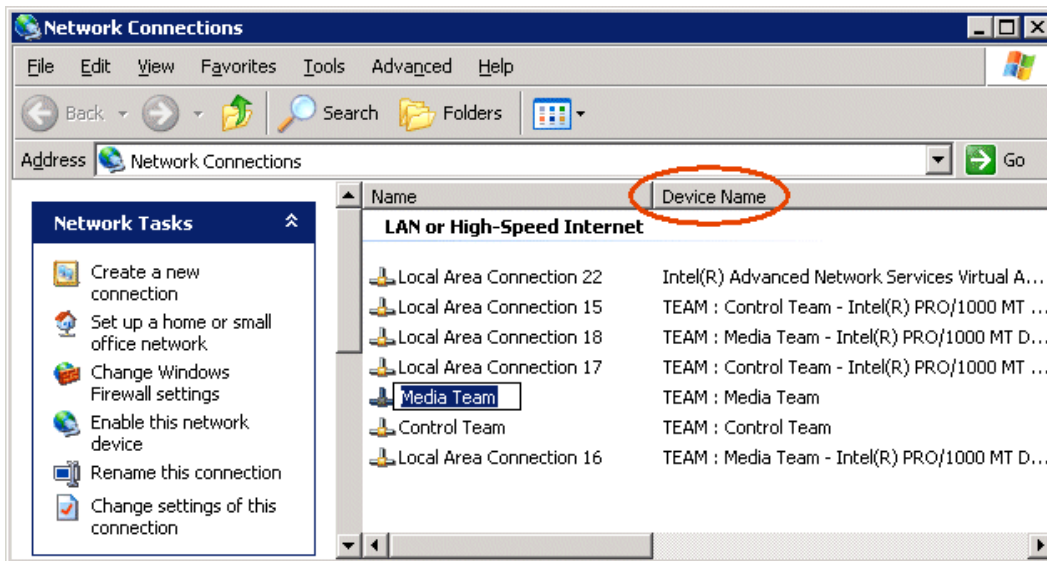 Network Connections
File Edit View Favorites Tools Advanced Help
Back Search Folders
Address Network Connections Go
Network Tasks
Create a new
connection
Set up a home or small
office network
Change Windows
Firewall settings
Enable this network
device
Rename this connection
Change settings of this
connection
Name Device Name
LAN or High-Speed Internet
Local Area Connection 22 Intel(R) Advanced Network Services Virtual A...
Local Area Connection 15 TEAM : Control Team - Intel(R) PRO/1000 MT ...
Local Area Connection 18 TEAM : Media Team - Intel(R) PRO/1000 MT D...
Local Area Connection 17 TEAM : Control Team - Intel(R) PRO/1000 MT ...
Media Team TEAM : Media Team
Control Team TEAM : Control Team
Local Area Connection 16 TEAM : Media Team - Intel(R) PRO/1000 MT D...